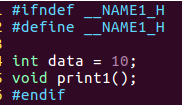 #ifndef __NAME1_H
#define __NAME1_H

int data = 10;
void print1();
#endif